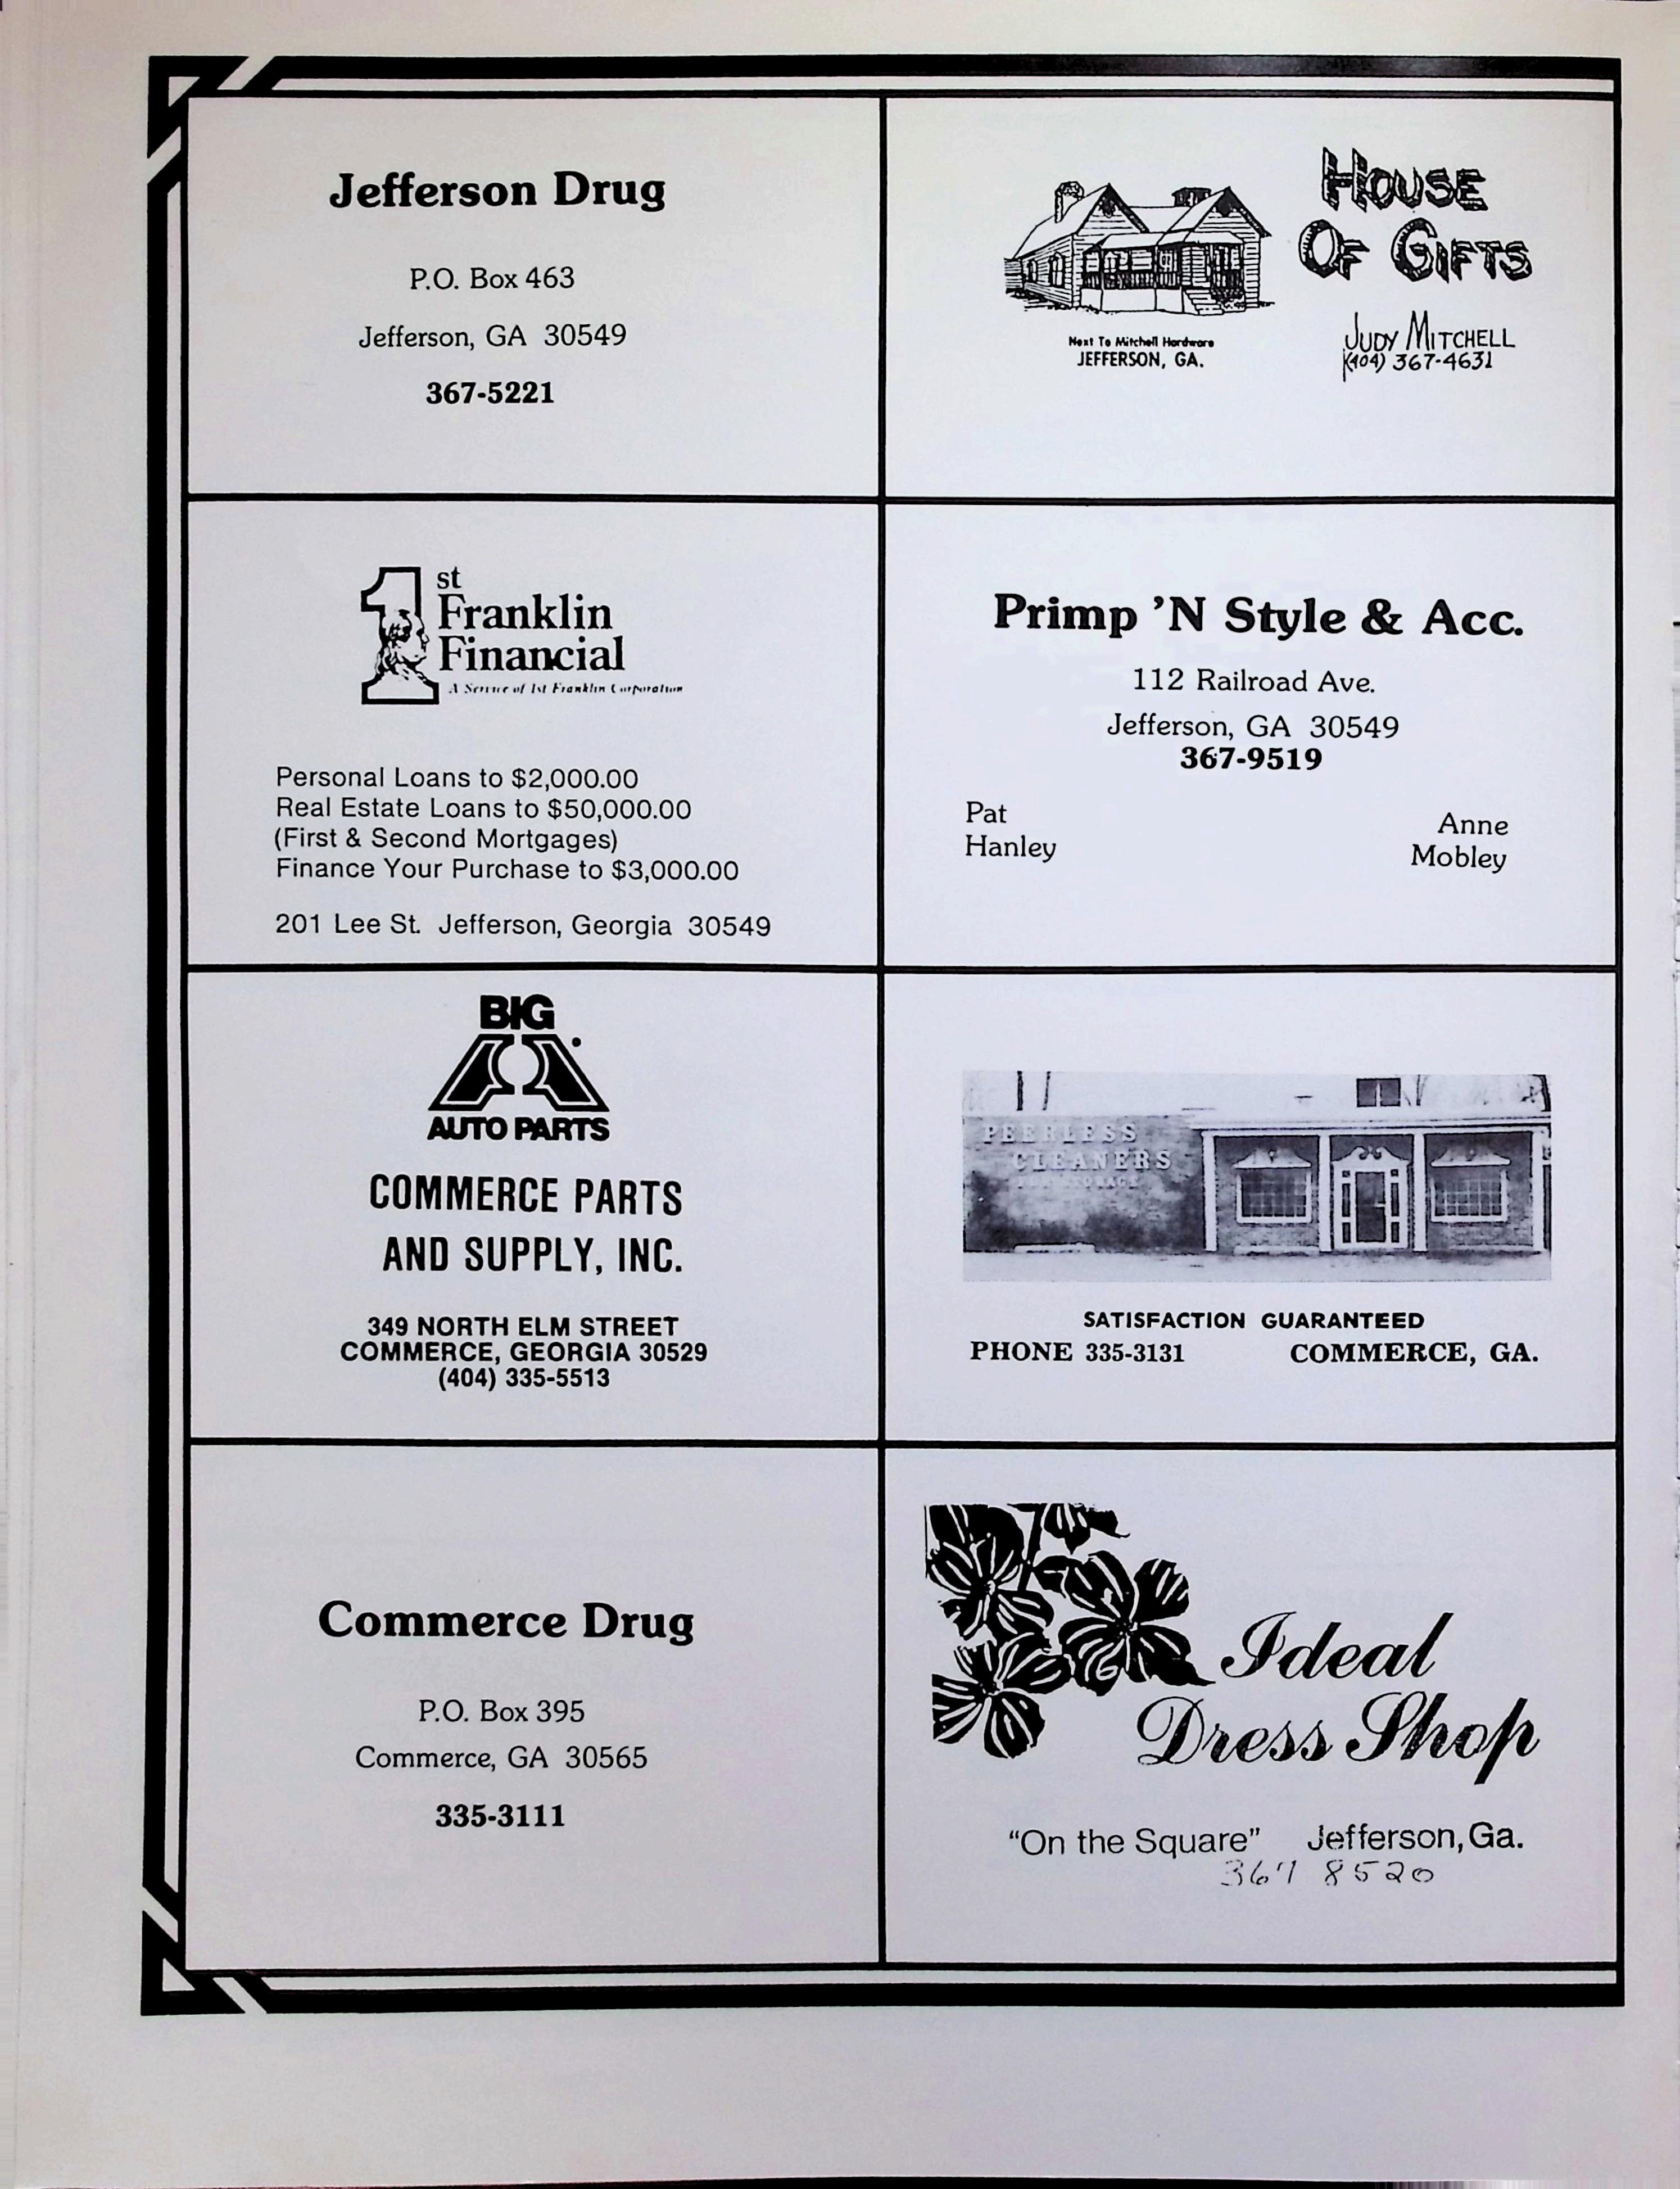 Jefferson Drug
P.O. Box 463
Jefferson, GA 30549
367-5221
HOUSE
OF GIFTS
Next To Mitchell Hardware
JEFFERSON, GA.
JUDY MITCHELL
(404) 367-4631
1st
Franklin
Financial
A Service of 1st Franklin Corporation
Personal Loans to $2,000.00
Real Estate Loans to $50,000.00
(First & Second Mortgages)
Finance Your Purchase to $3,000.00
201 Lee St. Jefferson, Georgia 30549
Primp ’N Style & Acc.
112 Railroad Ave.
Jefferson, GA 30549
367-9519
Pat
Hanley
Anne
Mobley
BIG
A
AUTO PARTS
COMMERCE PARTS
AND SUPPLY, INC.
349 NORTH ELM STREET
COMMERCE, GEORGIA 30529
(404) 335-5513
PEERLESS
CLEANERS
STORAGE
SATISFACTION GUARANTEED
PHONE 335-3131 COMMERCE, GA.
Commerce Drug
P.O. Box 395
Commerce, GA 30565
335-3111
Ideal
Dress Shop
“On the Square” Jefferson, Ga.
367 8520